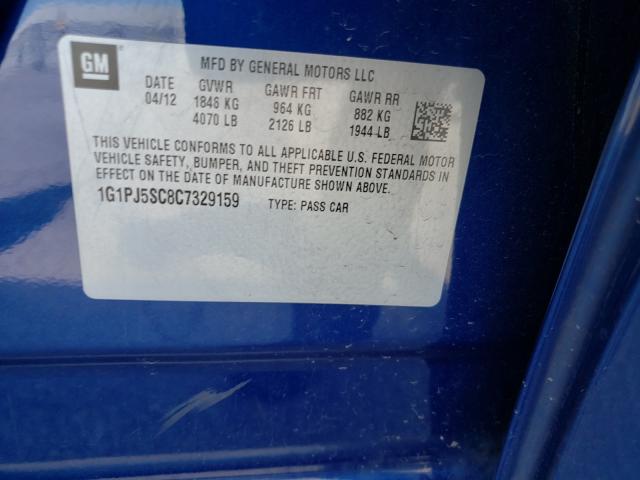 GM
MFD BY GENERAL MOTORS LLC
DATE GVWR GAWR FRT GAWR RR
04/12 1846 KG 964 KG 882 KG
4070 LB 2126 LB 1944 LB
THIS VEHICLE CONFORMS TO ALL APPLICABLE U.S. FEDERAL MOTOR
VEHICLE SAFETY, BUMPER, AND THEFT PREVENTION STANDARDS IN
EFFECT ON THE DATE OF MANUFACTURE SHOWN ABOVE.
1G1PJ5SC8C7329159 TYPE: PASS CAR